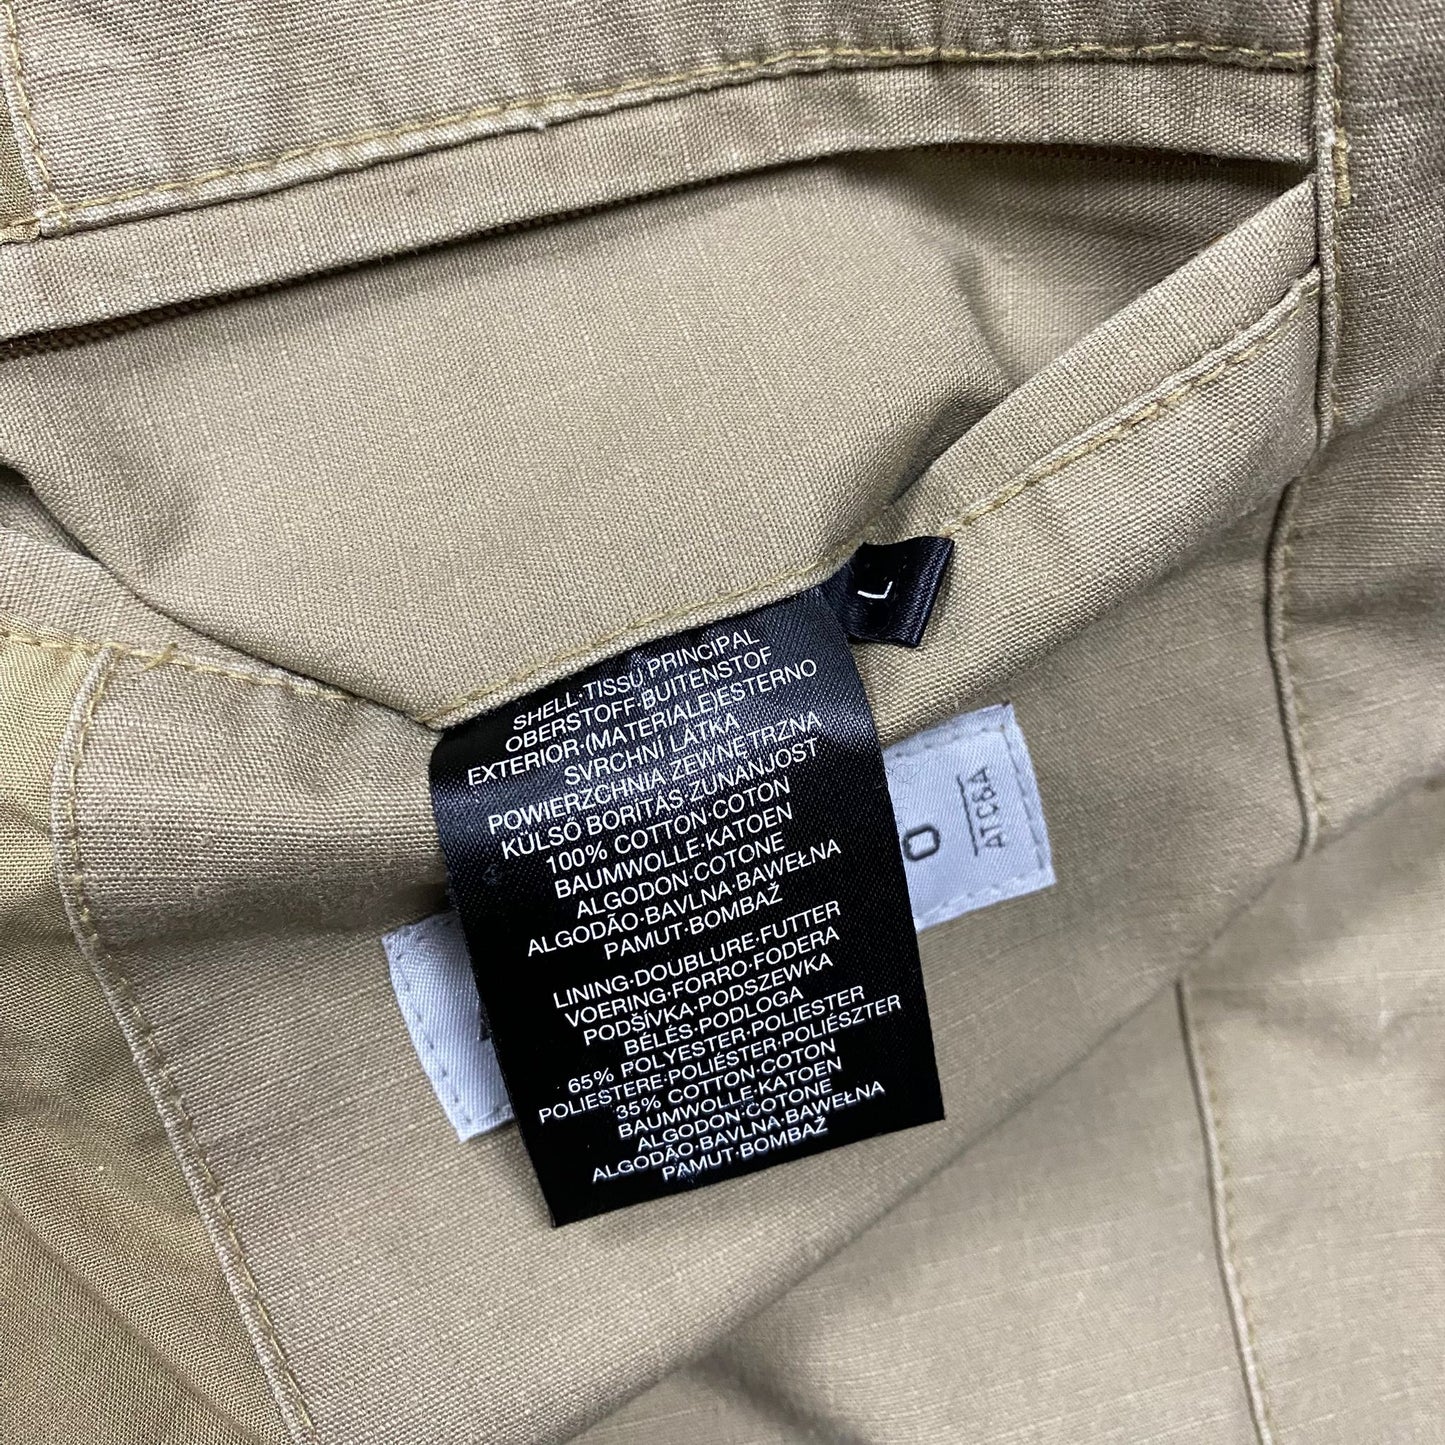 L
SHELL·TISSU PRINCIPAL
OBERSTOFF·BUITENSTOF
EXTERIOR·(MATERIALE)ESTERNO
SVRCHNÍ LÁTKA
POWIERZCHNIA ZEWNĘTRZNA
KÜLSŐ BORÍTÁS ZUNANJOST
100% COTTON·COTON
BAUMWOLLE·KATOEN
ALGODON·COTONE
ALGODÃO·BAVLNA·BAWEŁNA
PAMUT·BOMBAŽ
LINING·DOUBLURE·FUTTER
VOERING·FORRO·FODERA
PODŠÍVKA·PODSZEWKA
BÉLÉS·PODLOGA
65% POLYESTER·POLIESTER
POLIESTERE·POLIÉSTER·POLIÉSZTER
35% COTTON·COTON
BAUMWOLLE·KATOEN
ALGODON·COTONE
ALGODÃO·BAVLNA·BAWEŁNA
PAMUT·BOMBAŽ
O
ATC6A